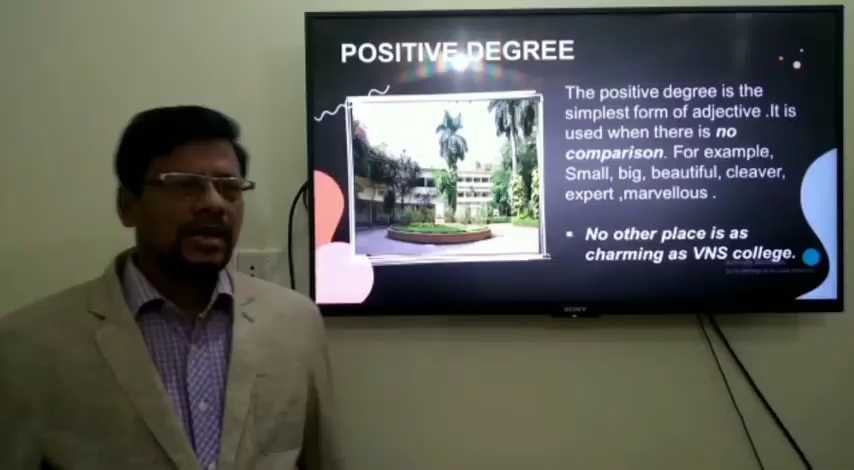 POSITIVE DEGREE
The positive degree is the
simplest form of adjective .It is
used when there is no
comparison. For example,
Small, big, beautiful, cleaver,
expert ,marvellous .
▪ No other place is as
charming as VNS college.
SONY